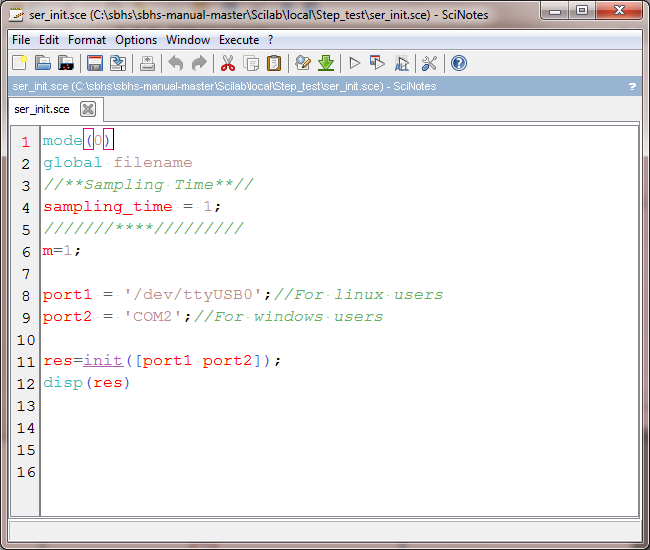 ser_init.sce (C:\sbhs\sbhs-manual-master\Scilab\local\Step_test\ser_init.sce) - SciNotes
File Edit Format Options Window Execute ?
ser_init.sce (C:\sbhs\sbhs-manual-master\Scilab\local\Step_test\ser_init.sce) - SciNotes ?
ser_init.sce
1 mode(0)
2 global filename
3 //**Sampling Time**//
4 sampling_time = 1;
5 ///////****/////////
6 m=1;
7
8 port1 = '/dev/ttyUSB0';//For linux users
9 port2 = 'COM2';//For windows users
10
11 res=init([port1 port2]);
12 disp(res)
13
14
15
16